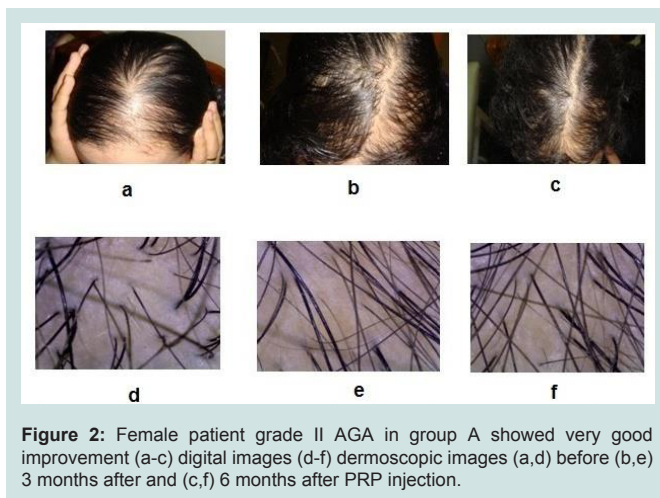 a
b
c
d
e
f
Figure 2: Female patient grade II AGA in group A showed very good
improvement (a-c) digital images (d-f) dermoscopic images (a,d) before (b,e)
3 months after and (c,f) 6 months after PRP injection.